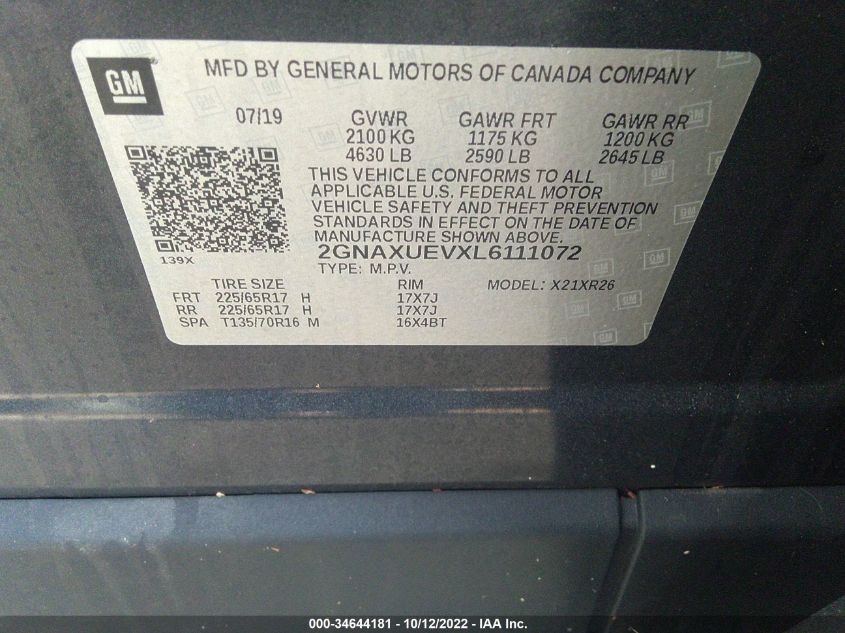 GM
MFD BY GENERAL MOTORS OF CANADA COMPANY
07/19 GVWR GAWR FRT GAWR RR
2100 KG 1175 KG 1200 KG
4630 LB 2590 LB 2645 LB
THIS VEHICLE CONFORMS TO ALL
APPLICABLE U.S. FEDERAL MOTOR
VEHICLE SAFETY AND THEFT PREVENTION
STANDARDS IN EFFECT ON THE DATE OF
MANUFACTURE SHOWN ABOVE.
139X
2GNAXUEVXL6111072
TYPE: M.P.V.
TIRE SIZE RIM MODEL: X21XR26
FRT 225/65R17 H 17X7J
RR 225/65R17 H 17X7J
SPA T135/70R16 M 16X4BT
000-34644181 - 10/12/2022 - IAA Inc.